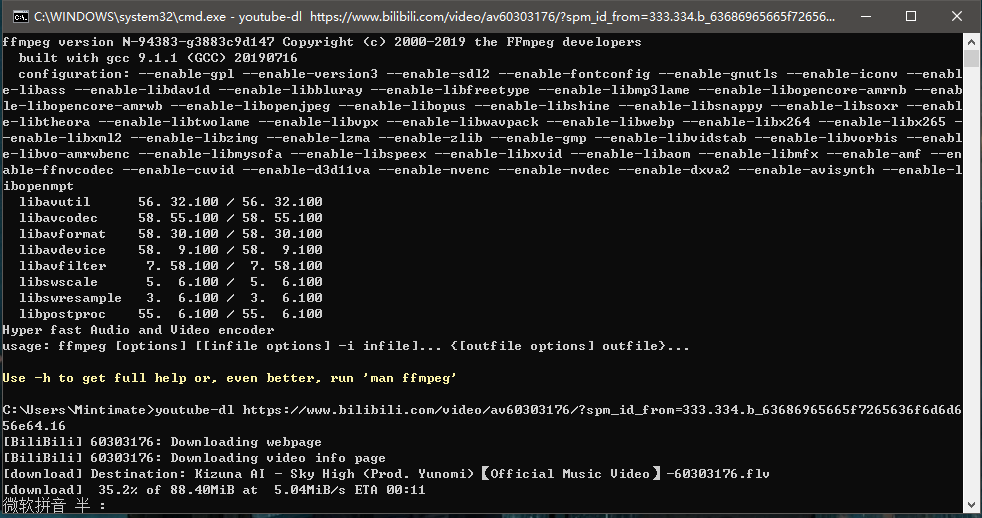 C:\WINDOWS\system32\cmd.exe - youtube-dl  https://www.bilibili.com/video/av60303176/?spm_id_from=333.334.b_63686965665f72656...
ffmpeg version N-94383-g3883c9d147 Copyright (c) 2000-2019 the FFmpeg developers
  built with gcc 9.1.1 (GCC) 20190716
  configuration: --enable-gpl --enable-version3 --enable-sdl2 --enable-fontconfig --enable-gnutls --enable-iconv --enabl
e-libass --enable-libdav1d --enable-libbluray --enable-libfreetype --enable-libmp3lame --enable-libopencore-amrnb --enab
le-libopencore-amrwb --enable-libopenjpeg --enable-libopus --enable-libshine --enable-libsnappy --enable-libsoxr --enabl
e-libtheora --enable-libtwolame --enable-libvpx --enable-libwavpack --enable-libwebp --enable-libx264 --enable-libx265 -
-enable-libxml2 --enable-libzimg --enable-lzma --enable-zlib --enable-gmp --enable-libvidstab --enable-libvorbis --enabl
e-libvo-amrwbenc --enable-libmysofa --enable-libspeex --enable-libxvid --enable-libaom --enable-libmfx --enable-amf --en
able-ffnvcodec --enable-cuvid --enable-d3d11va --enable-nvenc --enable-nvdec --enable-dxva2 --enable-avisynth --enable-l
ibopenmpt
  libavutil      56. 32.100 / 56. 32.100
  libavcodec     58. 55.100 / 58. 55.100
  libavformat    58. 30.100 / 58. 30.100
  libavdevice    58.  9.100 / 58.  9.100
  libavfilter     7. 58.100 /  7. 58.100
  libswscale      5.  6.100 /  5.  6.100
  libswresample   3.  6.100 /  3.  6.100
  libpostproc    55.  6.100 / 55.  6.100
Hyper fast Audio and Video encoder
usage: ffmpeg [options] [[infile options] -i infile]... {[outfile options] outfile}...
Use -h to get full help or, even better, run 'man ffmpeg'
C:\Users\Mintimate>youtube-dl https://www.bilibili.com/video/av60303176/?spm_id_from=333.334.b_63686965665f7265636f6d6d6
56e64.16
[BiliBili] 60303176: Downloading webpage
[BiliBili] 60303176: Downloading video info page
[download] Destination: Kizuna AI - Sky High (Prod. Yunomi)【Official Music Video】-60303176.flv
[download]  35.2% of 88.40MiB at  5.04MiB/s ETA 00:11
微软拼音 半 :